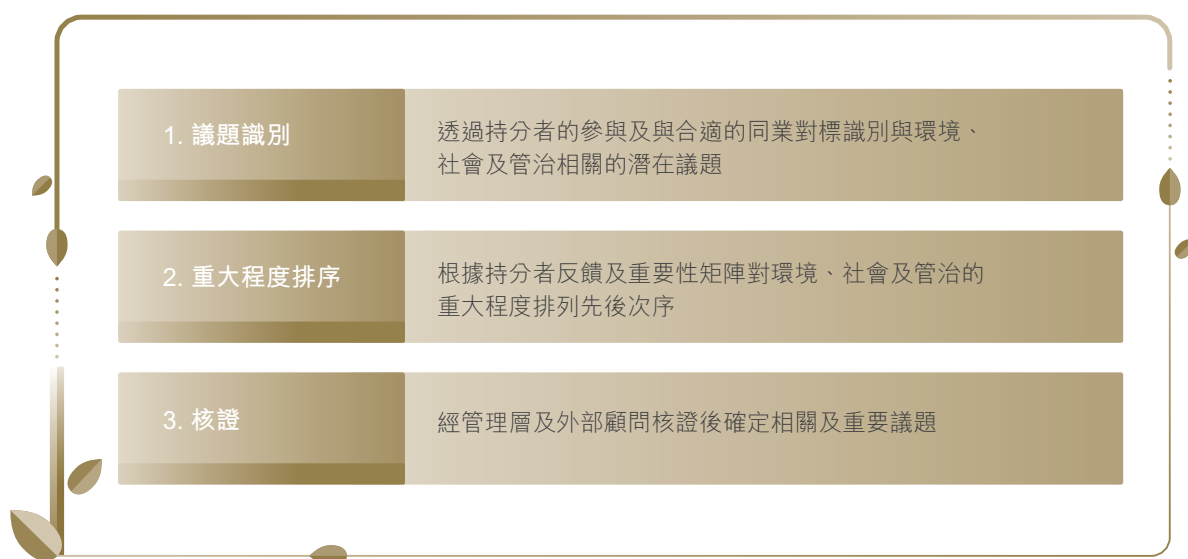 1. 議題識別
透過持分者的參與及與合適的同業對標識別與環境、
社會及管治相關的潛在議題
2. 重大程度排序
根據持分者反饋及重要性矩陣對環境、社會及管治的
重大程度排列先後次序
3. 核證
經管理層及外部顧問核證後確定相關及重要議題